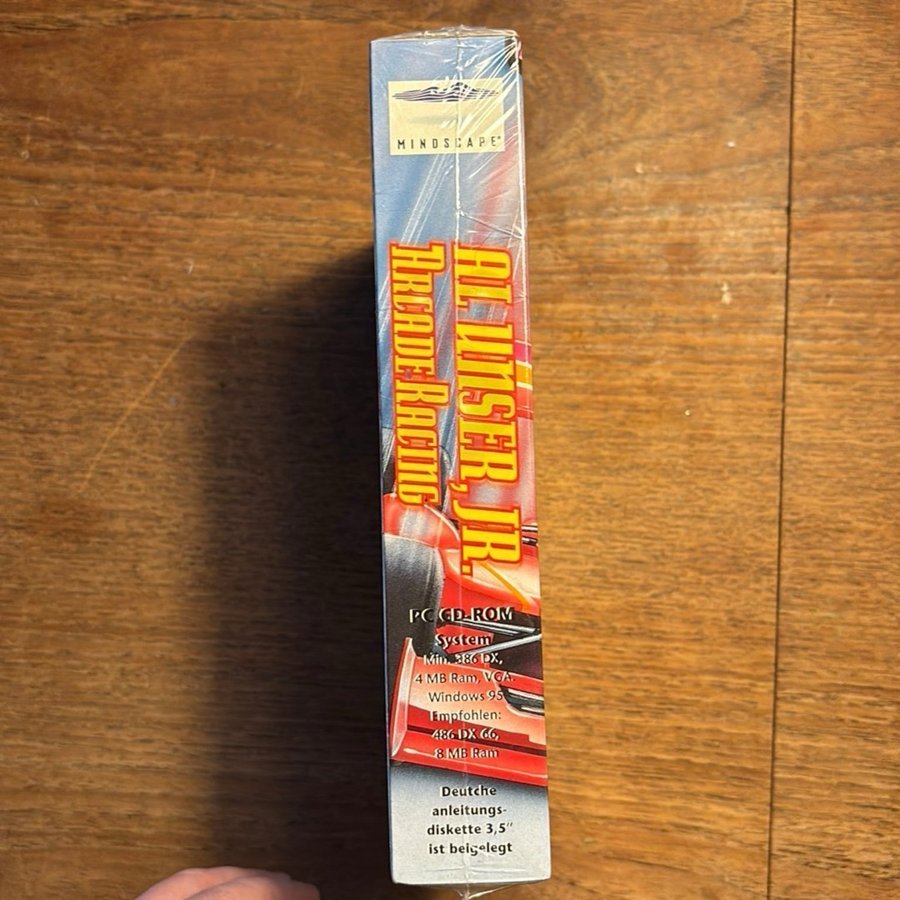 MINDSCAPE®
AL UNSER, JR.
ARCADE RACING
PC CD-ROM
System
Min. 386 DX,
4 MB Ram, VGA.
Windows 95
Empfohlen:
486 DX 66,
8 MB Ram
Deutche
anleitungs-
diskette 3,5"
ist beigelegt